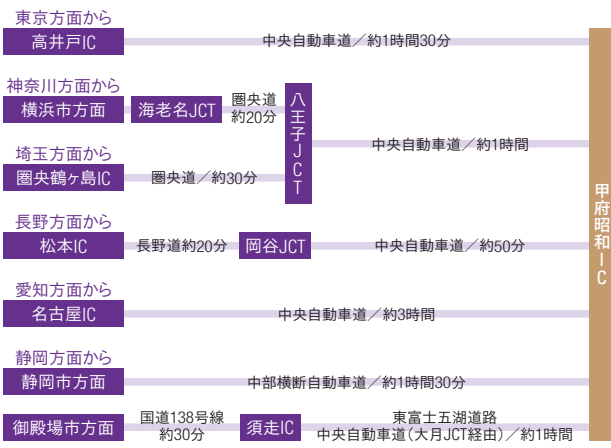 東京方面から
高井戸IC
中央自動車道／約1時間30分
神奈川方面から
横浜市方面
海老名JCT
圏央道
約20分
八王子JCT
中央自動車道／約1時間
埼玉方面から
圏央鶴ヶ島IC
圏央道／約30分
長野方面から
松本IC
長野道約20分
岡谷JCT
中央自動車道／約50分
愛知方面から
名古屋IC
中央自動車道／約3時間
静岡方面から
静岡市方面
中部横断自動車道／約1時間30分
御殿場市方面
国道138号線
約30分
須走IC
東富士五湖道路
中央自動車道(大月JCT経由)／約1時間
甲府昭和IC